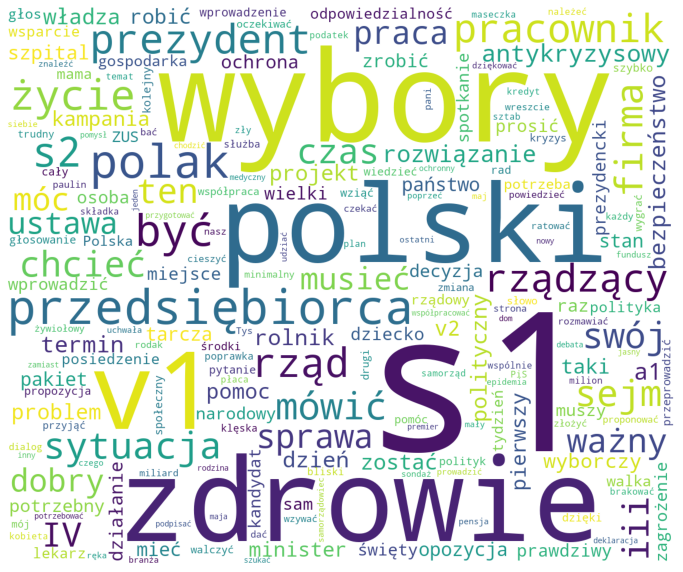 głos władza robić wprowadzenie odpowiedzialność maseczka należeć
wsparcie prezydent oczekiwać podatek praca pracownik
szpital gospodarka ochrona zrobić antykryzysowy
znaleźć temat mama kolejny wybory dziękować szybko
życie siebie pani kredyt wreszcie
kampania pomysł bać zły sztab spotkanie prosić
trudny ZUS służba chodzić kryzys
s2 polak czas rozwiązanie firma bezpieczeństwo
cały medyczny wiedzieć ochronny
paulin współpraca projekt rad prezydencki
osoba ten jeden wielki wziąć państwo potrzeba powiedzieć wygrać
móc składka przygotować czekać poprzeć maj ratować każdy
ustawa być nasz polski stan fundusz
głosowanie Polska cieszyć udziać plan ostatni nowy
chcieć miejsce minimalny musieć decyzja rządzący
wprowadzić zmiana
przedsiębiorca rządowy słowo raz polityka
żywiołowy uchwała tarcza środki Tys współpracować strona rozmawiać
zamiast rodak rolnik dziecko v2 polityczny dom swój
termin poprawka drugi debata jasny
posiedzenie pytanie samorząd wspólnie PiS taki a1 przeprowadzić
pakiet v1 rząd płaca s1 epidemia milion
propozycja społeczny narodowy pomoc mówić tydzień pierwszy muszy sejm
problem przyjąć klęska pomóc mały proponować
premier złożyć
dialog inny sytuacja sprawa ważny
czego miliard bliski zostać polityk wyborczy
dobry rodzina kandydat dzień sondaż prowadzić walka brakować
potrzebny działanie zdrowie iii zagrożenie
mój potrzebować sam samorządowiec dzięki
kobieta IV podpisać maja dać wzywać pensja deklaracja
lekarz ręka mieć walczyć minister święty opozycja prawdziwy
branża szukać